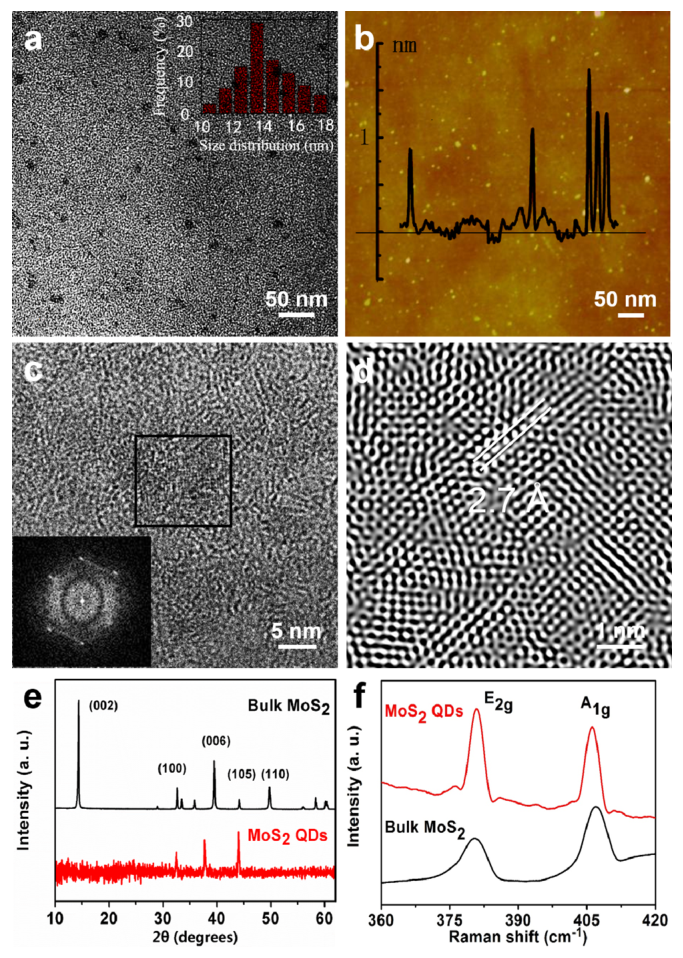 a
Frequency (%)
30
20
10
0
10 12 14 16 18
Size distribution (nm)
50 nm
b
nm
1
50 nm
c
5 nm
d
2.7 Å
1 nm
e
Intensity (a. u.)
Bulk MoS2
(002)
(100)
(006)
(105)
(110)
MoS2 QDs
10 20 30 40 50 60
2θ (degrees)
f
Intensity (a. u.)
E2g
A1g
MoS2 QDs
Bulk MoS2
360 375 390 405 420
Raman shift (cm-1)